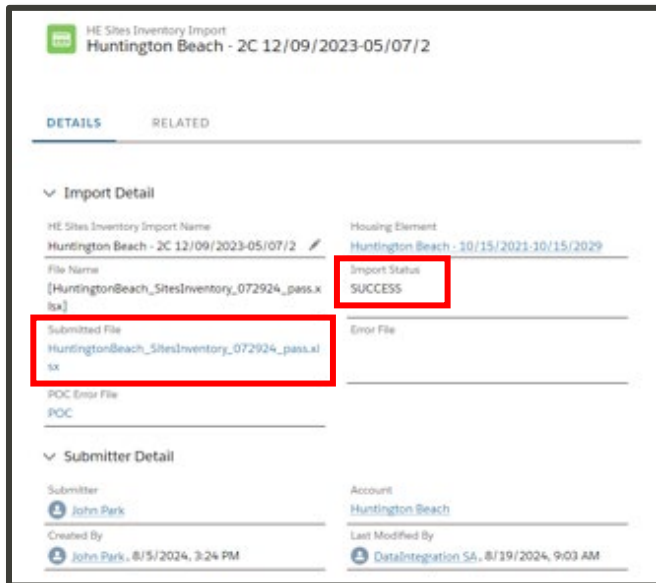 HE Sites Inventory Import
Huntington Beach - 2C 12/09/2023-05/07/2
DETAILS RELATED
Import Detail
HE Sites Inventory Import Name
Huntington Beach - 2C 12/09/2023-05/07/2
Housing Element
Huntington Beach - 10/15/2021-10/15/2029
File Name
[HuntingtonBeach_SitesInventory_072924_pass.x
lsx]
Import Status
SUCCESS
Submitted File
HuntingtonBeach_SitesInventory_072924_pass.xl
sx
Error File
POC Error File
POC
Submitter Detail
Submitter
John Park
Account
Huntington Beach
Created By
John Park, 8/5/2024, 3:24 PM
Last Modified By
DataIntegration SA, 8/19/2024, 9:03 AM